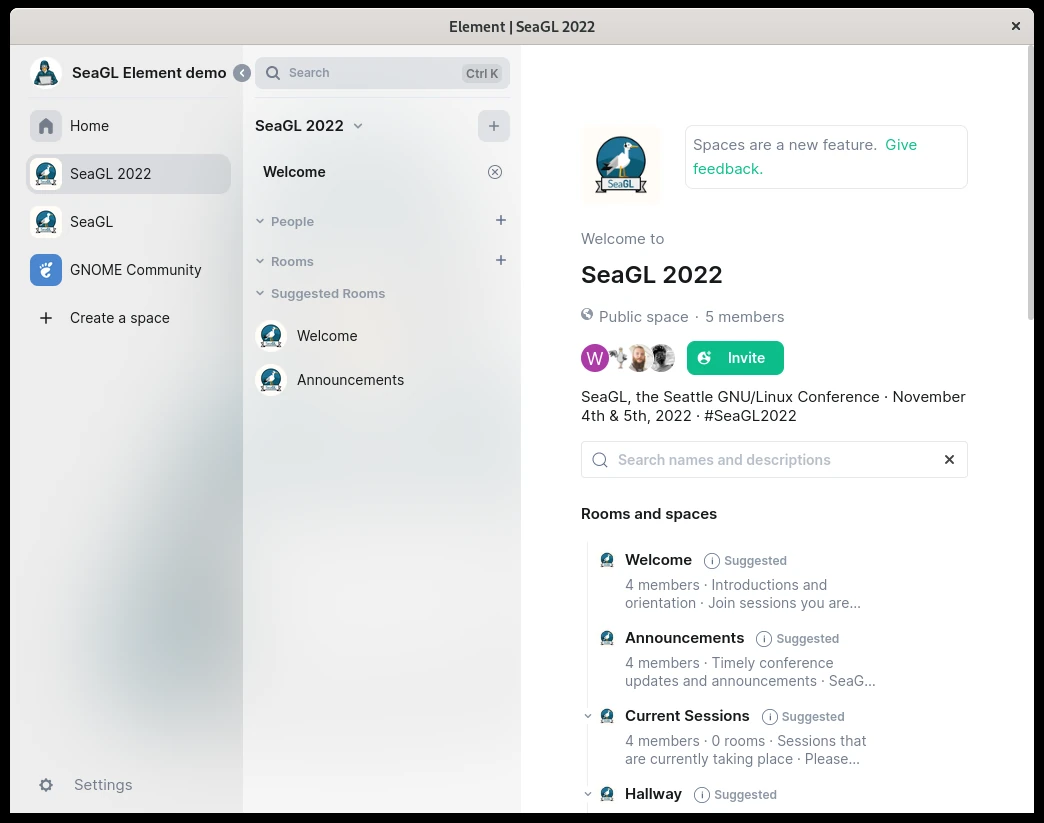 Element | SeaGL 2022
SeaGL Element demo
Home
SeaGL 2022
SeaGL
GNOME Community
Create a space
Settings
Search
Ctrl K
SeaGL 2022
Welcome
People
Rooms
Suggested Rooms
Welcome
Announcements
SeaGL
Spaces are a new feature. Give
feedback.
Welcome to
SeaGL 2022
Public space · 5 members
W
Invite
SeaGL, the Seattle GNU/Linux Conference · November
4th & 5th, 2022 · #SeaGL2022
Search names and descriptions
Rooms and spaces
Welcome Suggested
4 members · Introductions and
orientation · Join sessions you are...
Announcements Suggested
4 members · Timely conference
updates and announcements · SeaG...
Current Sessions Suggested
4 members · 0 rooms · Sessions that
are currently taking place · Please...
Hallway Suggested